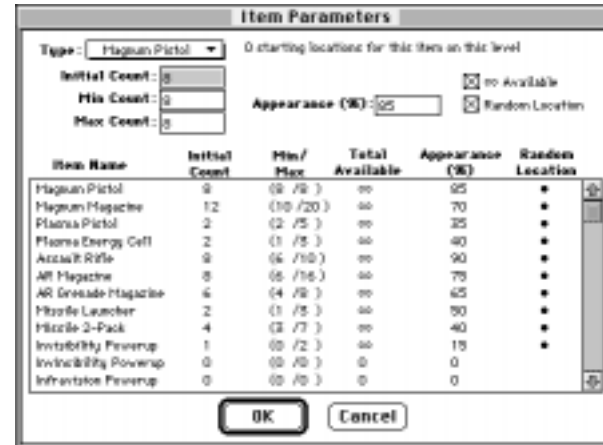 Item Parameters
Type: Magnum Pistol
0 starting locations for this item on this level
Initial Count: 8
Min Count: 8
Max Count: 8
Appearance (%): 85
∞ Available
Random Location
Item Name Initial Count Min/ Max Total Available Appearance (%) Random Location
Magnum Pistol 8 (8 /8 ) ∞ 85 •
Magnum Magazine 12 (10 /20 ) ∞ 70 •
Plasma Pistol 2 (2 /5 ) ∞ 35 •
Plasma Energy Cell 2 (1 /5 ) ∞ 40 •
Assault Rifle 8 (6 /10 ) ∞ 90 •
AR Magazine 8 (6 /16 ) ∞ 75 •
AR Grenade Magazine 6 (4 /8 ) ∞ 65 •
Missile Launcher 2 (1 /5 ) ∞ 50 •
Missile 2-Pack 4 (3 /7 ) ∞ 40 •
Invisibility Powerup 1 (0 /2 ) ∞ 15 •
Invincibility Powerup 0 (0 /0 ) 0 0
Infravision Powerup 0 (0 /0 ) 0 0
OK Cancel